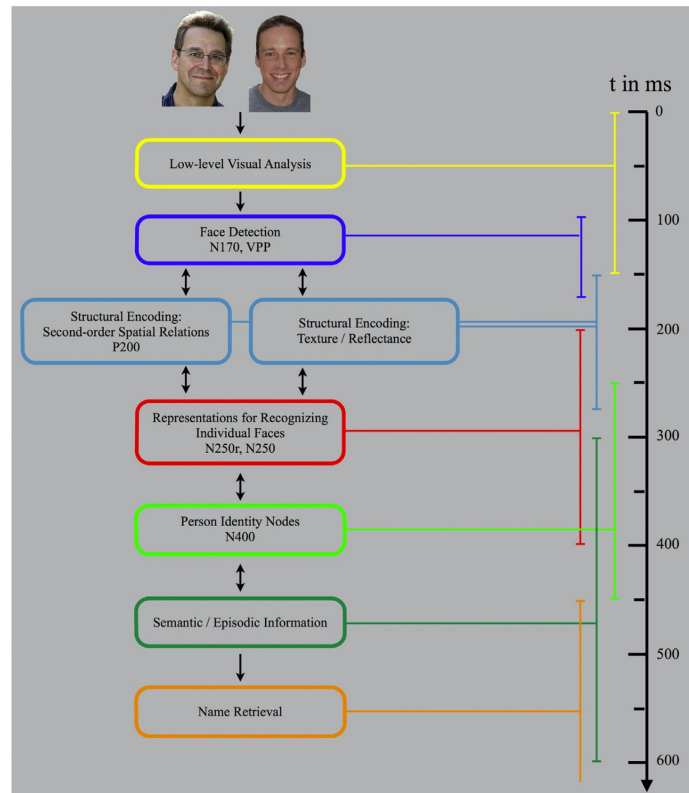 t in ms
0
Low-level Visual Analysis
100
Face Detection
N170, VPP
Structural Encoding:
Second-order Spatial Relations
P200
Structural Encoding:
Texture / Reflectance
200
Representations for Recognizing
Individual Faces
N250r, N250
300
Person Identity Nodes
N400
400
Semantic / Episodic Information
500
Name Retrieval
600